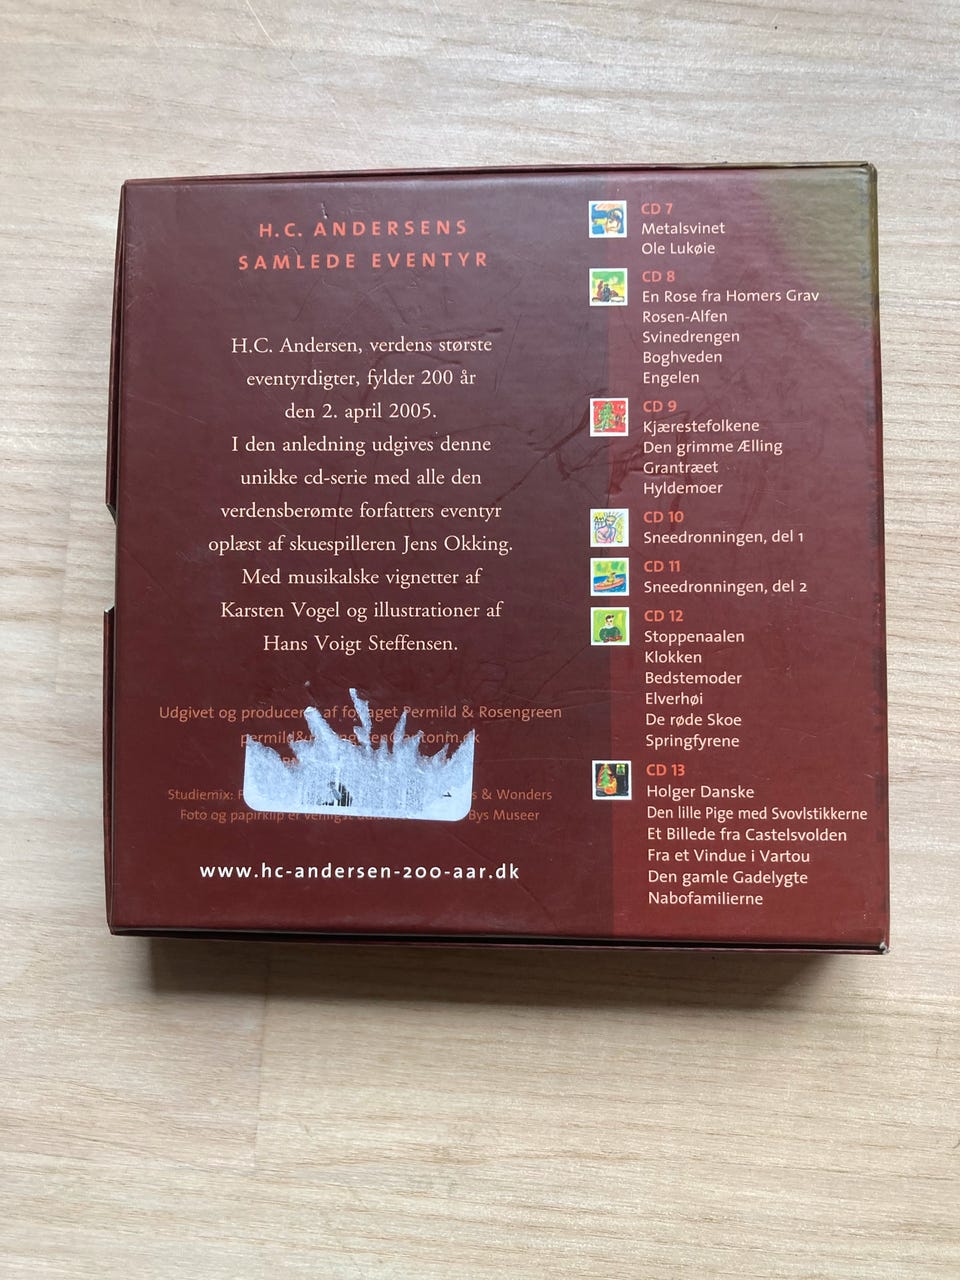 H.C. ANDERSENS
SAMLEDE EVENTYR
H.C. Andersen, verdens største
eventyrdigter, fylder 200 år
den 2. april 2005.
I den anledning udgives denne
unikke cd-serie med alle den
verdensberømte forfatters eventyr
oplæst af skuespilleren Jens Okking.
Med musikalske vignetter af
Karsten Vogel og illustrationer af
Hans Voigt Steffensen.
Udgivet og produceret af forlaget Permild & Rosengreen
Studiemix: & Wonders
Foto og papirklip er venligst Bys Museer
www.hc-andersen-200-aar.dk
CD 7
Metalsvinet
Ole Lukøie
CD 8
En Rose fra Homers Grav
Rosen-Alfen
Svinedrengen
Boghveden
Engelen
CD 9
Kjærestefolkene
Den grimme Ælling
Grantræet
Hyldemoer
CD 10
Sneedronningen, del 1
CD 11
Sneedronningen, del 2
CD 12
Stoppenaalen
Klokken
Bedstemoder
Elverhøi
De røde Skoe
Springfyrene
CD 13
Holger Danske
Den lille Pige med Svovlstikkerne
Et Billede fra Castelsvolden
Fra et Vindue i Vartou
Den gamle Gadelygte
Nabofamilierne